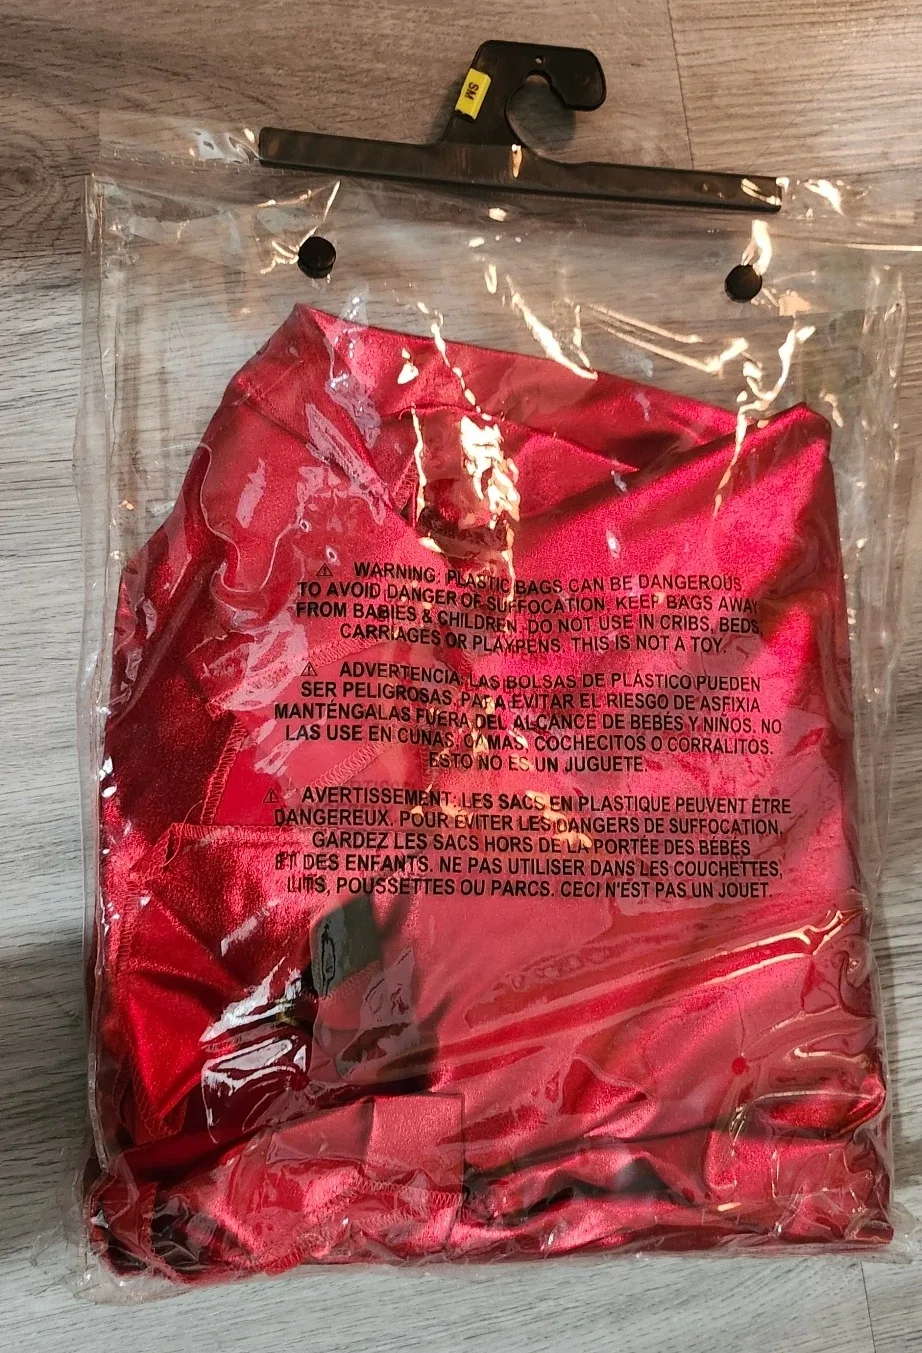 SM
⚠ WARNING: PLASTIC BAGS CAN BE DANGEROUS.
TO AVOID DANGER OF SUFFOCATION, KEEP BAGS AWAY
FROM BABIES & CHILDREN. DO NOT USE IN CRIBS, BEDS,
CARRIAGES OR PLAYPENS. THIS IS NOT A TOY.
⚠ ADVERTENCIA: LAS BOLSAS DE PLÁSTICO PUEDEN
SER PELIGROSAS. PARA EVITAR EL RIESGO DE ASFIXIA
MANTÉNGALAS FUERA DEL ALCANCE DE BEBÉS Y NIÑOS. NO
LAS USE EN CUNAS, CAMAS, COCHECITOS O CORRALITOS.
ESTO NO ES UN JUGUETE.
⚠ AVERTISSEMENT: LES SACS EN PLASTIQUE PEUVENT ÊTRE
DANGEREUX. POUR ÉVITER LES DANGERS DE SUFFOCATION,
GARDEZ LES SACS HORS DE LA PORTÉE DES BÉBÉS
ET DES ENFANTS. NE PAS UTILISER DANS LES COUCHETTES,
LITS, POUSSETTES OU PARCS. CECI N'EST PAS UN JOUET.